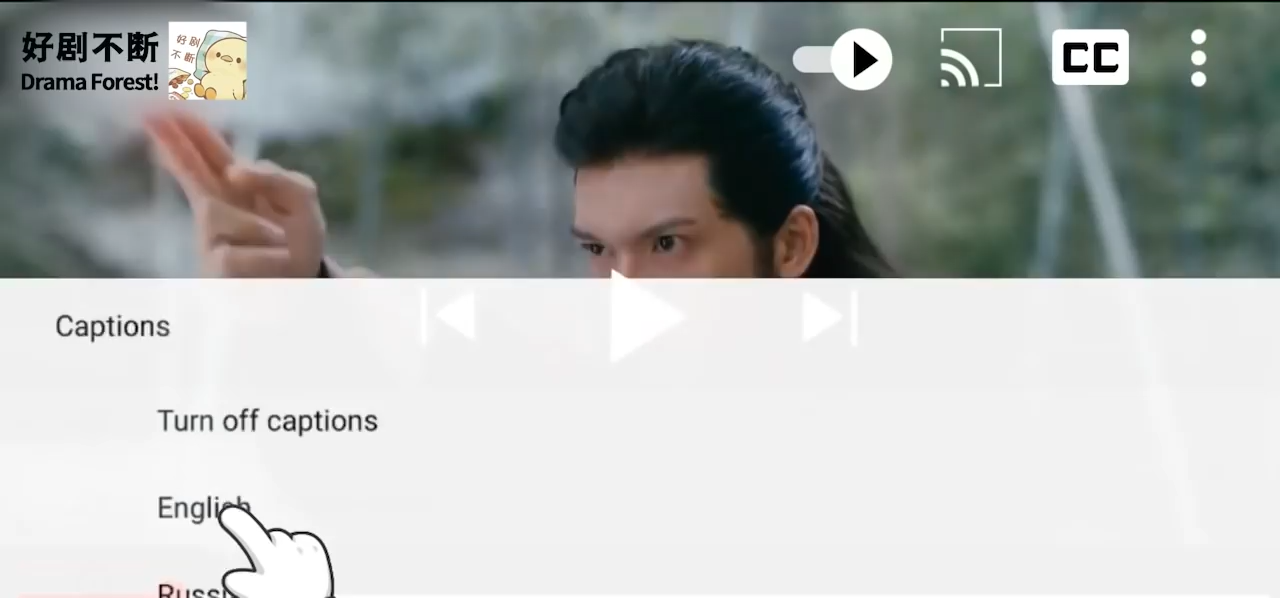 好剧不断
Drama Forest!
好剧
不断
CC
Captions
Turn off captions
English